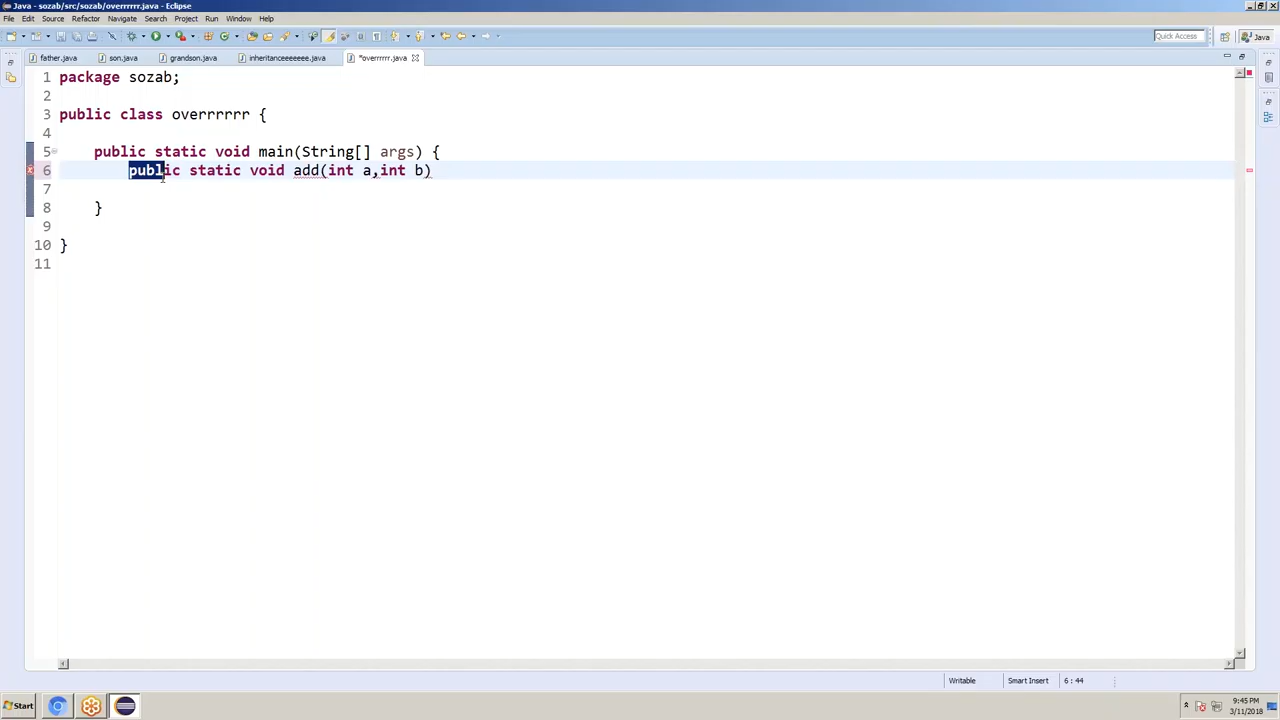 Java - sozab/src/sozab/overrrrrr.java - Eclipse
File Edit Source Refactor Navigate Search Project Run Window Help
Quick Access
Java
father.java
son.java
grandson.java
inheritanceeeeeee.java
*overrrrrr.java
1 package sozab;
2
3 public class overrrrrr {
4
5 public static void main(String[] args) {
6 public static void add(int a,int b)
7
8 }
9
10 }
11
Writable Smart Insert 6 : 44
Start
9:45 PM
3/11/2018